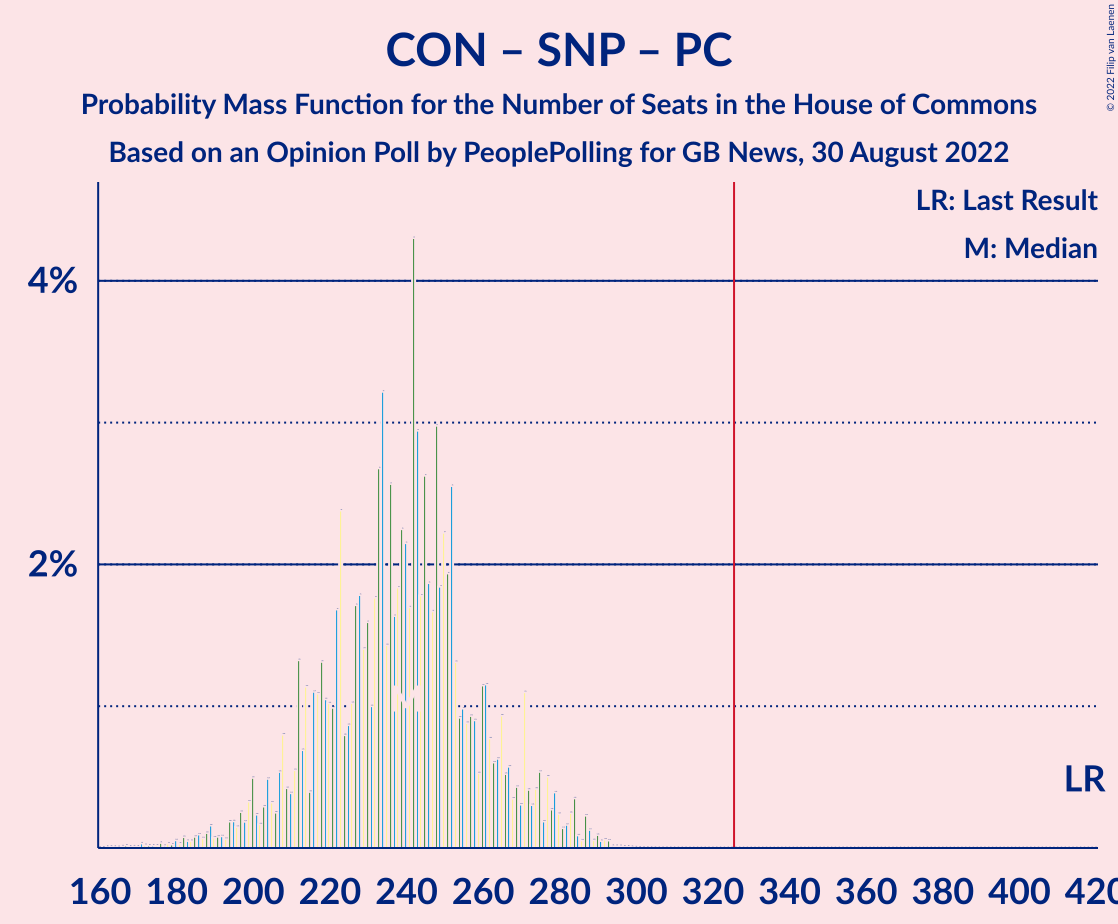 CON – SNP – PC
Probability Mass Function for the Number of Seats in the House of Commons
Based on an Opinion Poll by PeoplePolling for GB News, 30 August 2022
© 2022 Filip van Laenen
LR: Last Result
M: Median
4%
2%
LR
160 180 200 220 240 260 280 300 320 340 360 380 400 420